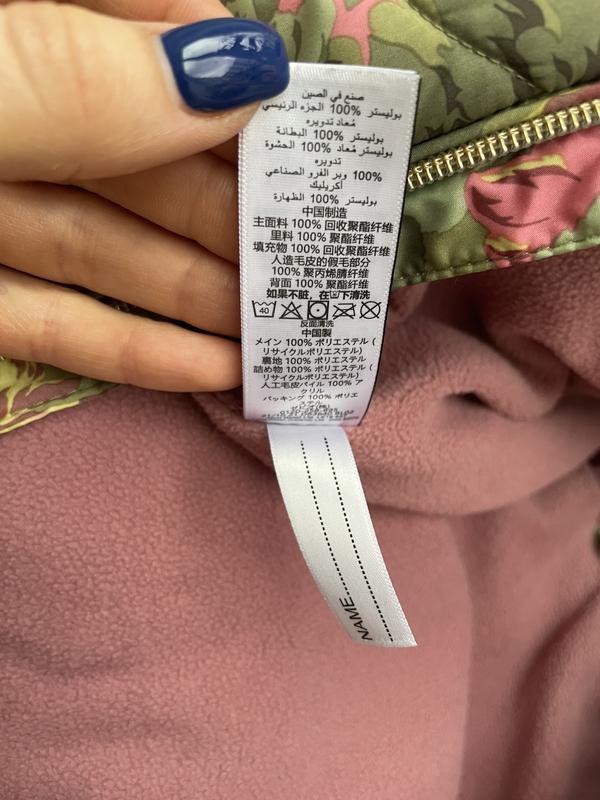 صنع في الصين
بوليستر 100% الجزء الرئيسي
مُعاد تدويره
بوليستر 100% البطانة
بوليستر مُعاد 100% الحشوة
تدويره
100% وبر الفرو الصناعي
أكريليك
بوليستر 100% الظهارة
中国制造
主面料 100% 回收聚酯纤维
里料 100% 聚酯纤维
填充物 100% 回收聚酯纤维
人造毛皮的假毛部分
100% 聚丙烯腈纤维
背面 100% 聚酯纤维
如果不脏，在 下清洗
40
反面清洗
中国製
メイン 100% ポリエステル (
リサイクルポリエステル)
裏地 100% ポリエステル
詰め物 100% ポリエステル (
リサイクルポリエステル)
人工毛皮パイル 100% ア
クリル
パッキング 100% ポリエ
ステル
NAME